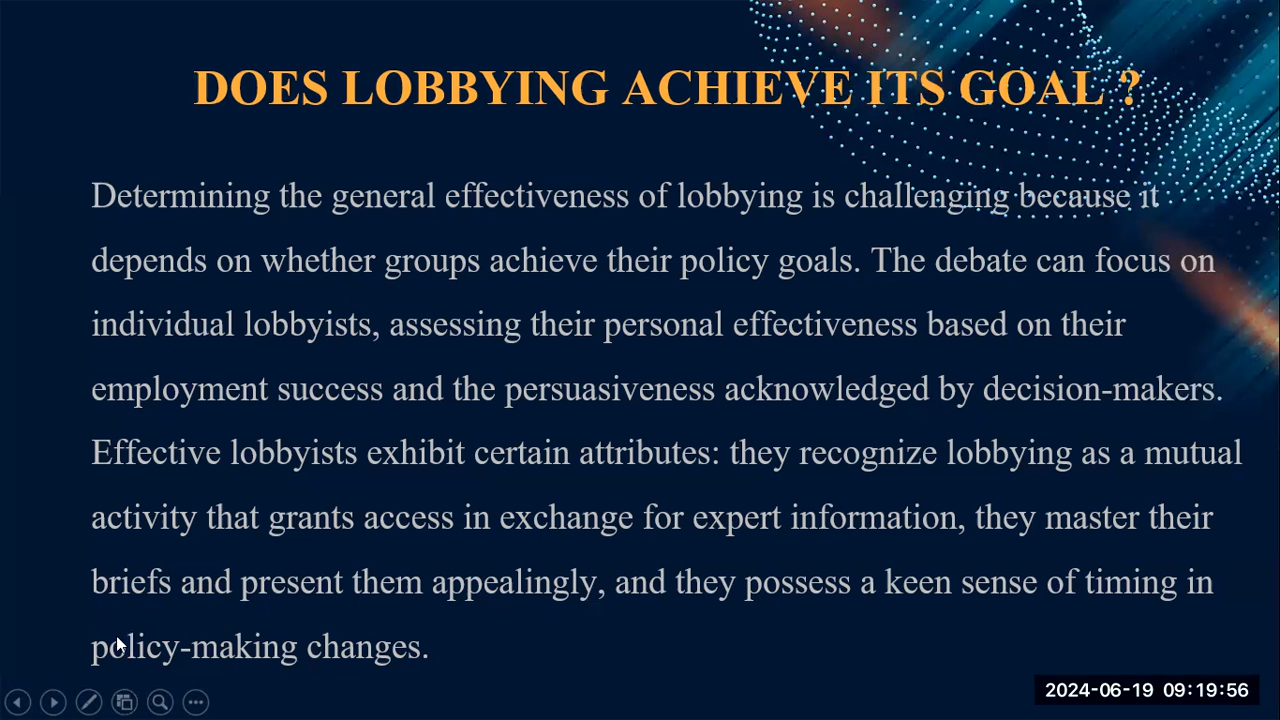 DOES LOBBYING ACHIEVE ITS GOAL ?
Determining the general effectiveness of lobbying is challenging because it
depends on whether groups achieve their policy goals. The debate can focus on
individual lobbyists, assessing their personal effectiveness based on their
employment success and the persuasiveness acknowledged by decision-makers.
Effective lobbyists exhibit certain attributes: they recognize lobbying as a mutual
activity that grants access in exchange for expert information, they master their
briefs and present them appealingly, and they possess a keen sense of timing in
policy-making changes.
2024-06-19 09:19:56